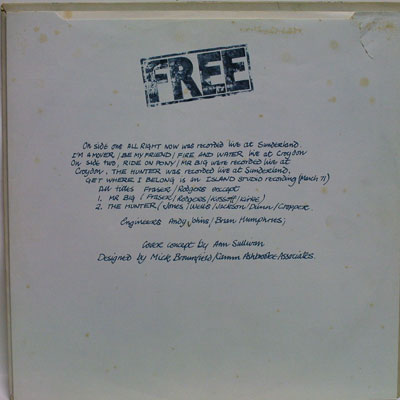 FREE
On side one ALL RIGHT NOW was recorded live at Sunderland
I'M A MOVER / BE MY FRIEND / FIRE AND WATER live at Croydon
On side two, RIDE ON PONY / MR BIG were recorded live at
Croydon. THE HUNTER was recorded live at Sunderland.
GET WHERE I BELONG is an ISLAND STUDIO recording (March 71)
All titles Fraser/Rodgers except
1. MR BIG (Fraser/Rodgers/Kossoff/Kirke)
2. THE HUNTER / Jones/Wells/Jackson/Dunn/Cropper.
Engineers Andy Johns / Brian Humphries;
Cover concept by Ann Sullivan
Designed by Mick Brownfield / Associates.